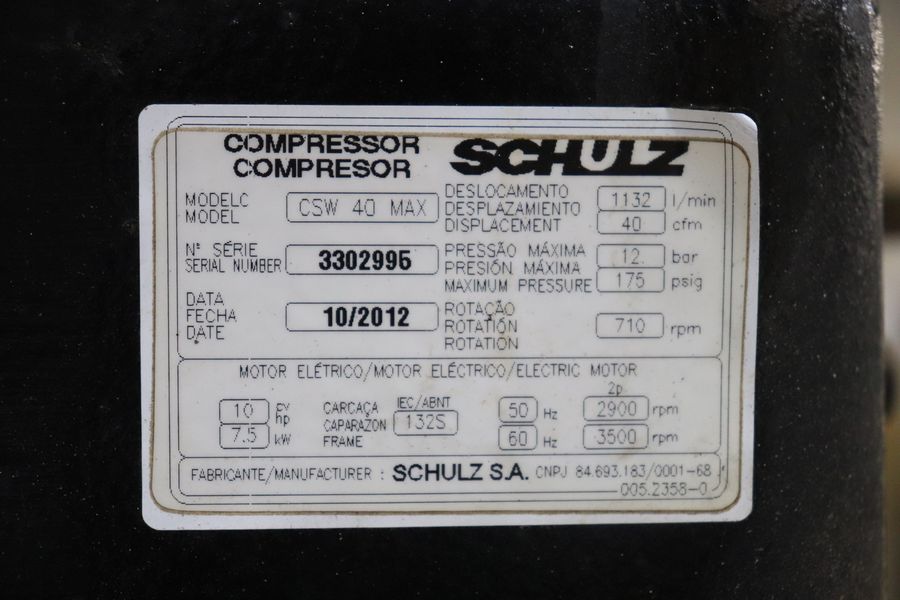 COMPRESSOR
COMPRESOR
SCHULZ
MODELC
MODEL
CSW 40 MAX
DESLOCAMENTO
DESPLAZAMIENTO
DISPLACEMENT
1132 l/min
40 cfm
Nº SÉRIE
SERIAL NUMBER
3302995
PRESSÃO MÁXIMA
PRESIÓN MÁXIMA
MAXIMUM PRESSURE
12. bar
175 psig
DATA
FECHA
DATE
10/2012
ROTAÇÃO
ROTATIÓN
ROTATION
710 rpm
MOTOR ELÉTRICO/MOTOR ELÉCTRICO/ELECTRIC MOTOR
10 cv
hp
7.5 kW
CARCAÇA
CAPARAZON
FRAME
IEC/ABNT
132S
50 Hz
60 Hz
2p
2900 rpm
3500 rpm
FABRICANTE/MANUFACTURER : SCHULZ S.A. CNPJ 84.693.183/0001-68
005.2358-0